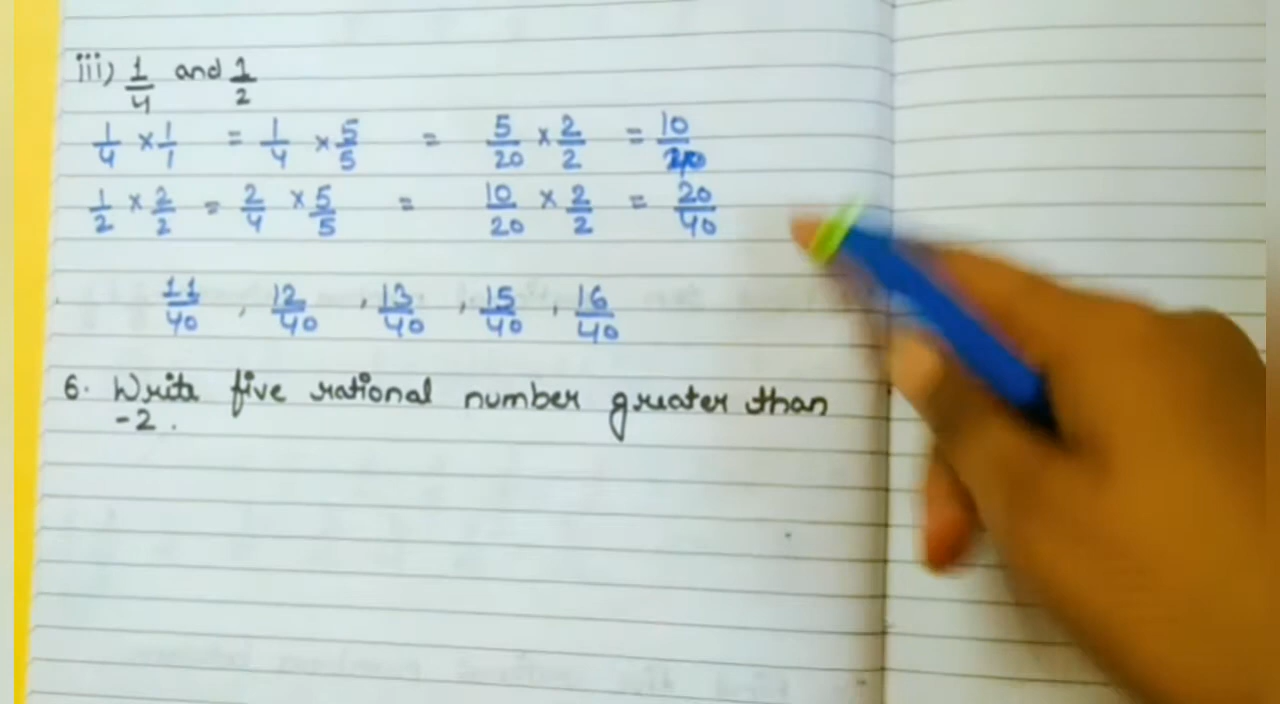 iii) 1/4 and 1/2
1/4 × 1/1 = 1/4 × 5/5 = 5/20 × 2/2 = 10/40
1/2 × 2/2 = 2/4 × 5/5 = 10/20 × 2/2 = 20/40
11/40 , 12/40 , 13/40 , 15/40 , 16/40
6. Write five rational number greater than
-2.